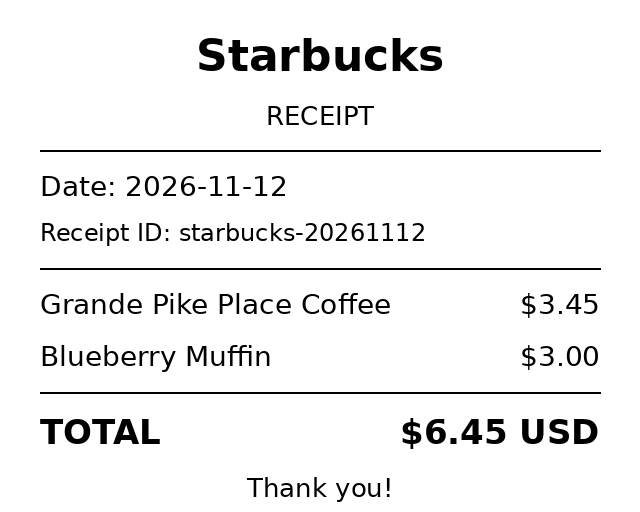 Starbucks
RECEIPT
Date: 2026-11-12
Receipt ID: starbucks-20261112
Grande Pike Place Coffee $3.45
Blueberry Muffin $3.00
TOTAL $6.45 USD
Thank you!